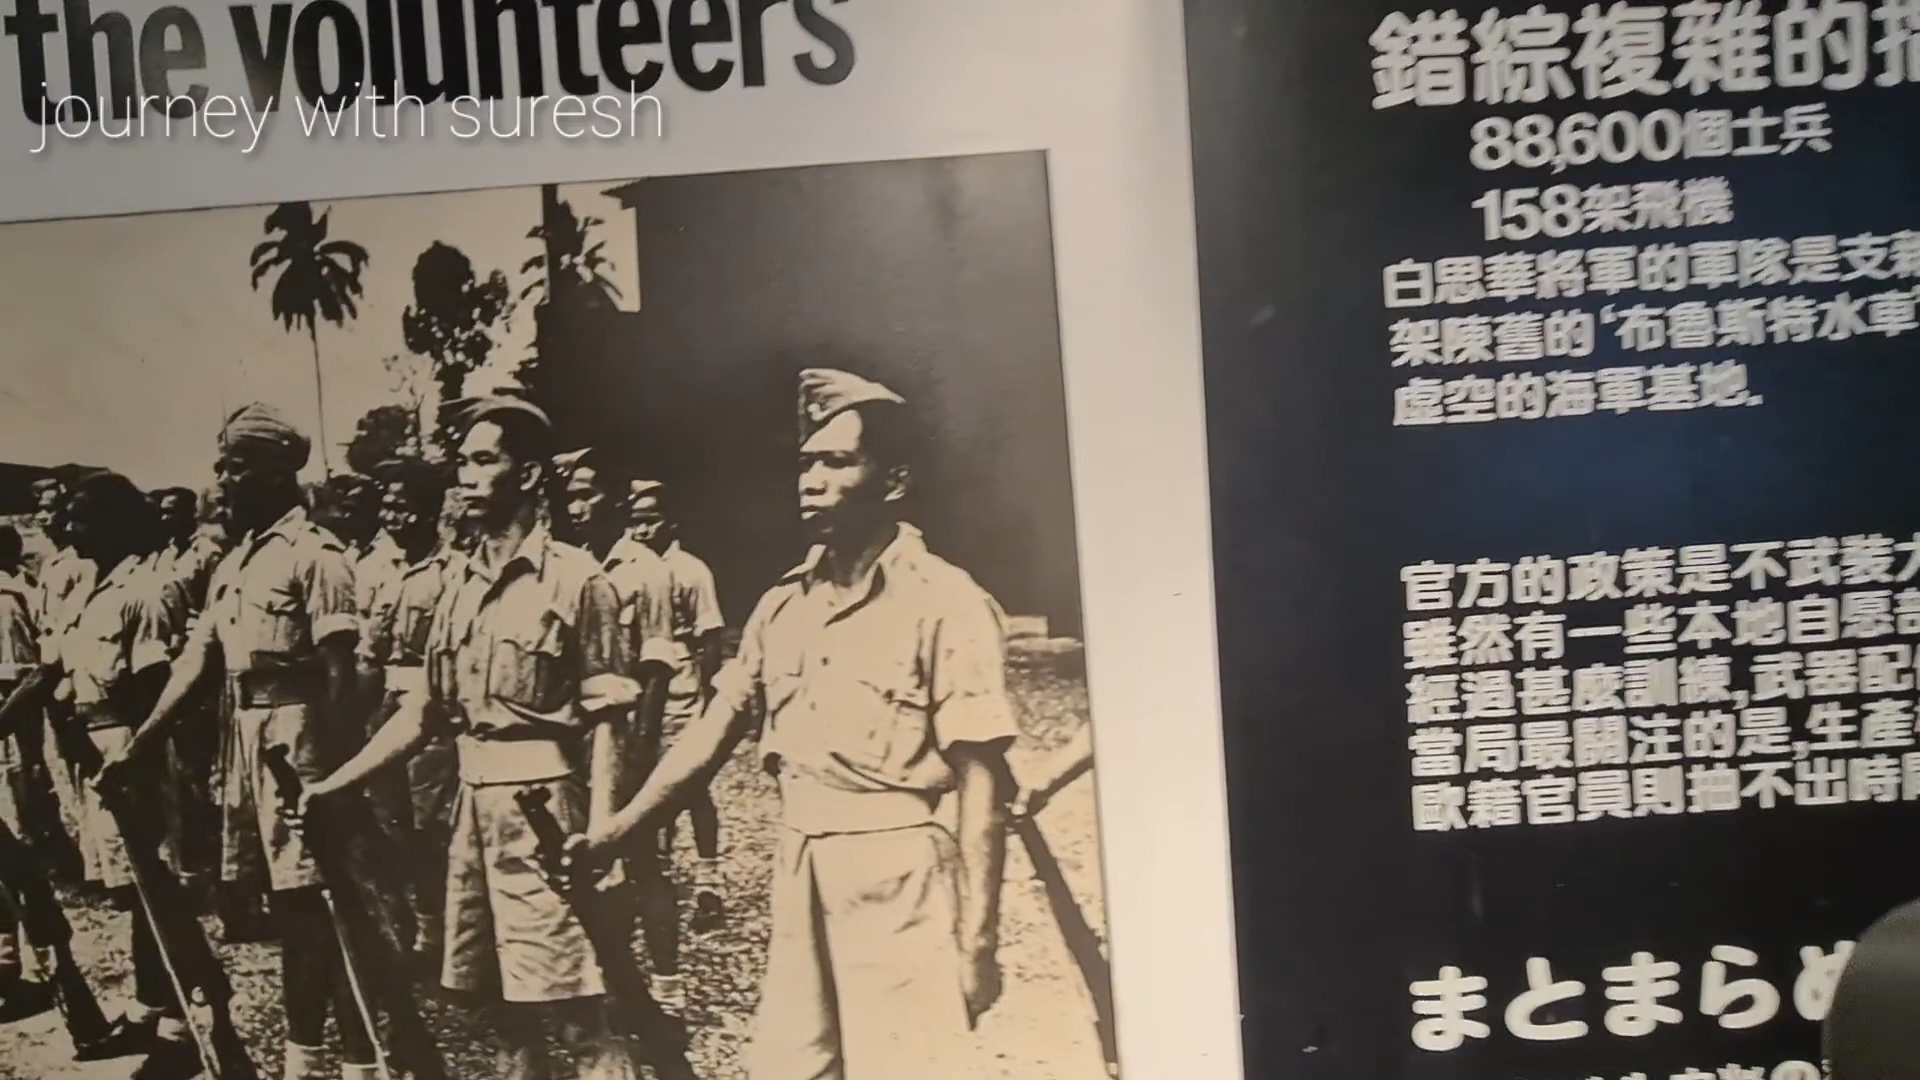 the volunteers
journey with suresh
錯綜複雜的
88,600個士兵
158架飛機
白思華將軍的軍隊是支
架陳舊的‘布魯斯特水車’
虛空的海軍基地.
官方的政策是不武裝
雖然有一些本地自愿
經過甚麼訓練,武器配
當局最關注的是,生產
歐籍官員則抽不出時
まとまらめ